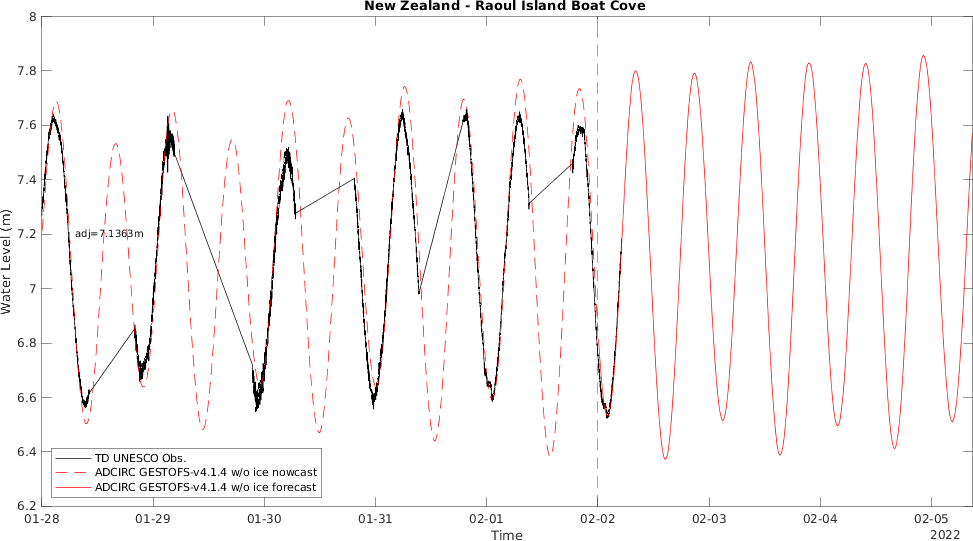 New Zealand - Raoul Island Boat Cove
8
7.8
7.6
7.4
7.2
7
6.8
6.6
6.4
6.2
Water Level (m)
adj=7.1363m
TD UNESCO Obs.
ADCIRC GESTOFS-v4.1.4 w/o ice nowcast
ADCIRC GESTOFS-v4.1.4 w/o ice forecast
01-28 01-29 01-30 01-31 02-01 02-02 02-03 02-04 02-05
Time
2022